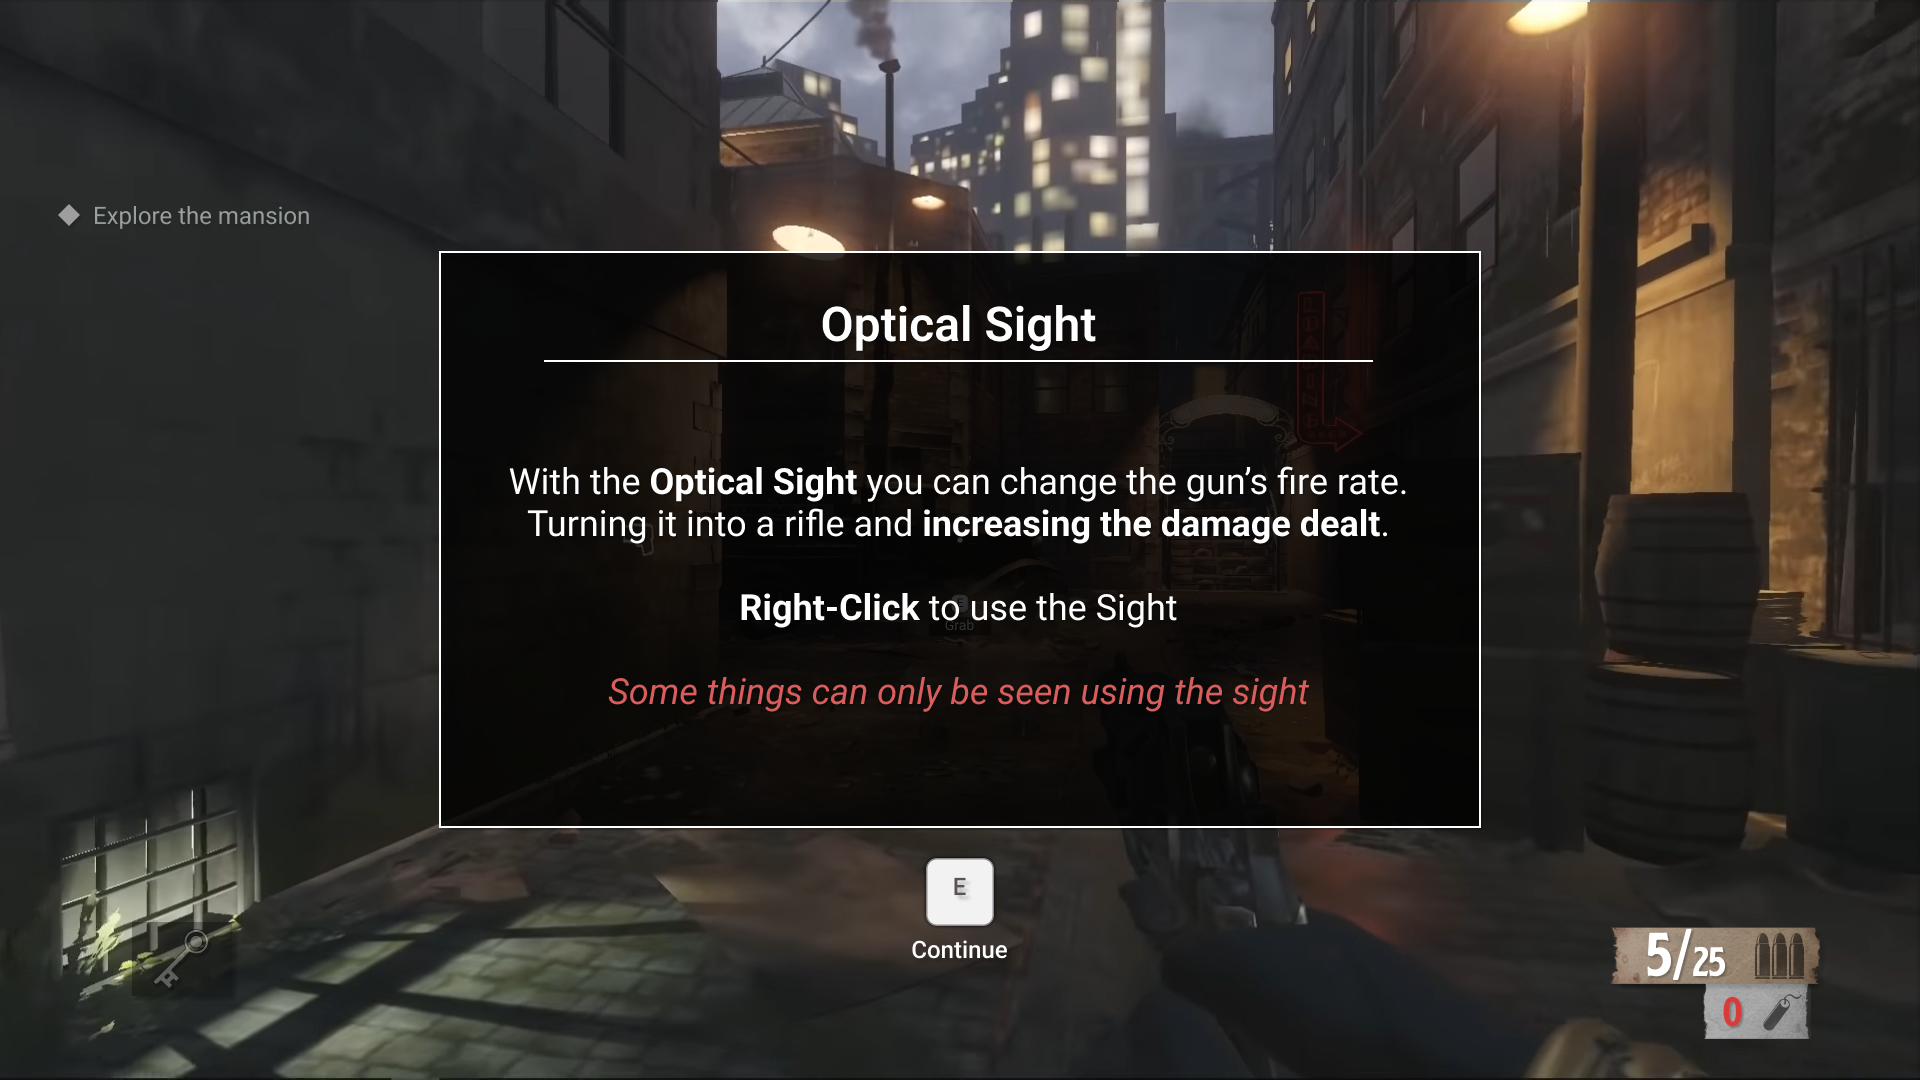 Explore the mansion
Optical Sight
With the Optical Sight you can change the gun’s fire rate.
Turning it into a rifle and increasing the damage dealt.
Right-Click to use the Sight
Grab
Some things can only be seen using the sight
E
Continue
5/25
0